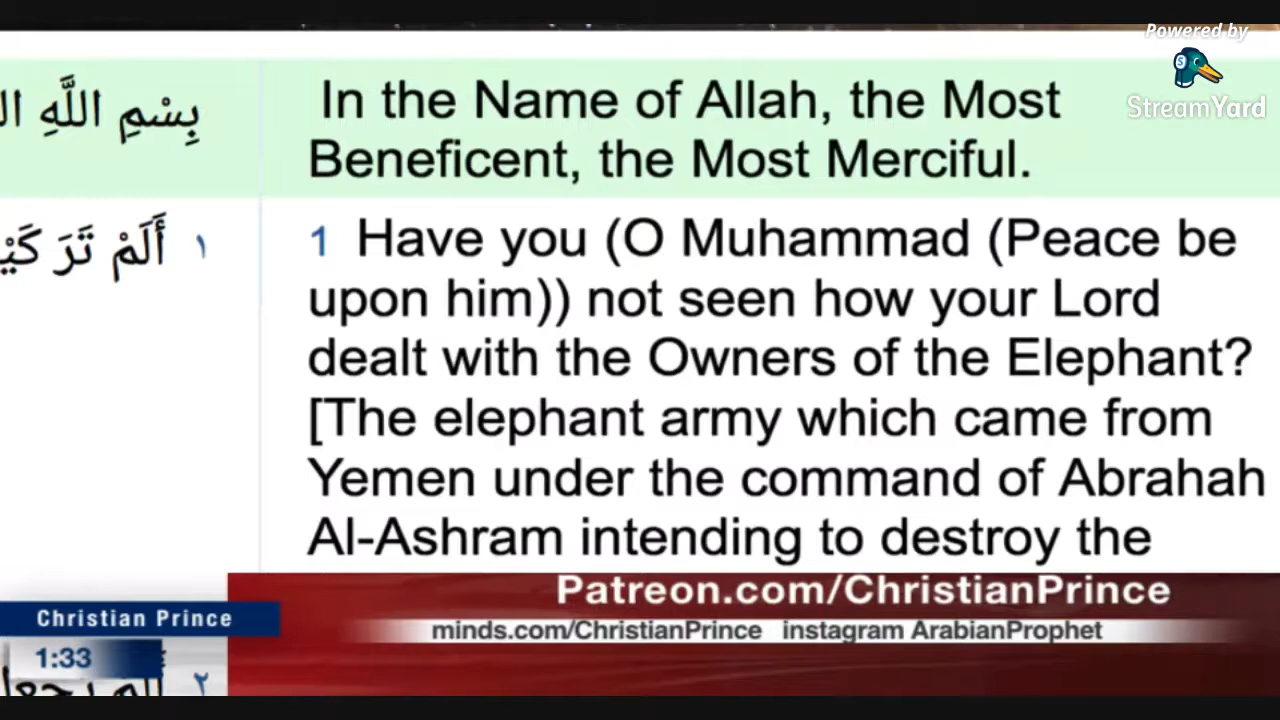 Powered by
StreamYard
بِسْمِ اللَّهِ
In the Name of Allah, the Most
Beneficent, the Most Merciful.
١ أَلَمْ تَرَ
1 Have you (O Muhammad (Peace be
upon him)) not seen how your Lord
dealt with the Owners of the Elephant?
[The elephant army which came from
Yemen under the command of Abrahah
Al-Ashram intending to destroy the
Patreon.com/ChristianPrince
Christian Prince
minds.com/ChristianPrince instagram ArabianProphet
1:33
٢